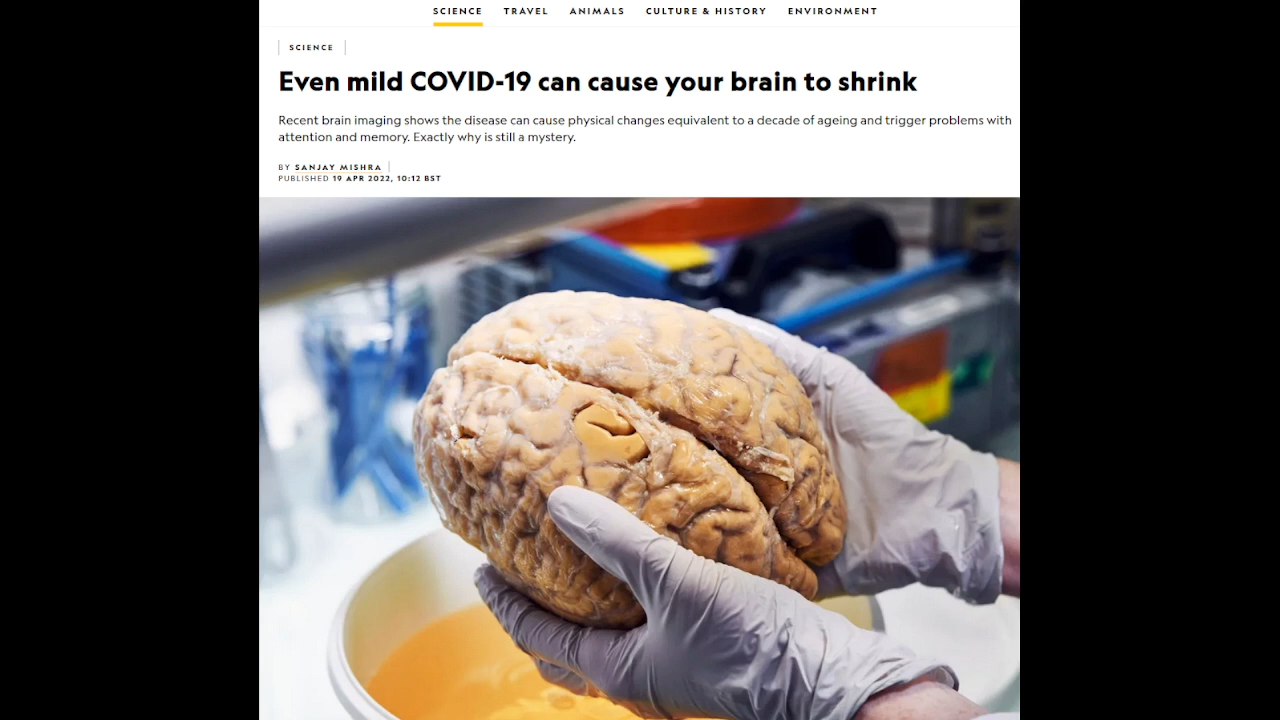 SCIENCE TRAVEL ANIMALS CULTURE & HISTORY ENVIRONMENT
SCIENCE
Even mild COVID-19 can cause your brain to shrink
Recent brain imaging shows the disease can cause physical changes equivalent to a decade of ageing and trigger problems with
attention and memory. Exactly why is still a mystery.
BY SANJAY MISHRA
PUBLISHED 19 APR 2022, 10:12 BST